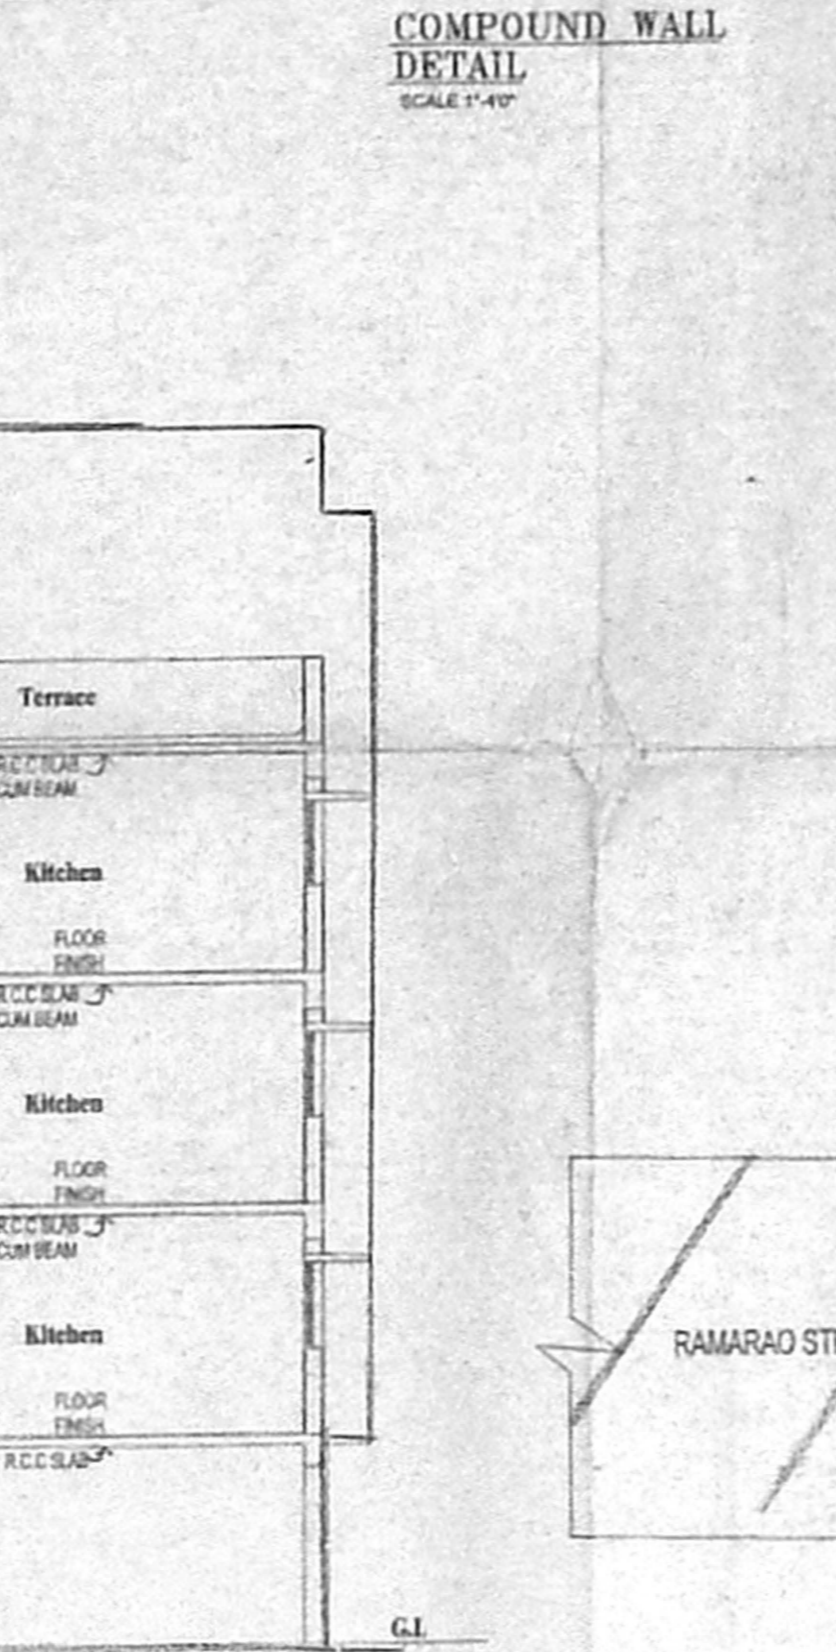 COMPOUND WALL
DETAIL
SCALE 1"-4'0"
Terrace
R.C.C SLAB
CUM BEAM
Kitchen
FLOOR
FINISH
R.C.C SLAB
CUM BEAM
Kitchen
FLOOR
FINISH
R.C.C SLAB
CUM BEAM
Kitchen
FLOOR
FINISH
R.C.C SLAB
RAMARAO
G.L